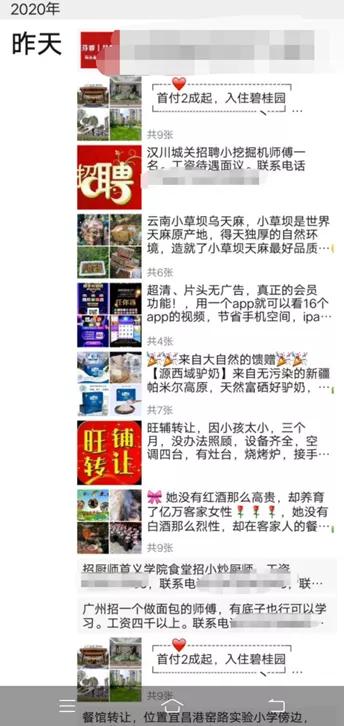 2020年
昨天
首付2成起，入住碧桂园
…
共9张
招聘
汉川城关招聘小挖掘机师傅一
名。工资待遇面议。联系电话
云南小草坝乌天麻，小草坝是世界
天麻原产地，得天独厚的自然环
境，造就了小草坝天麻最好品质…
共6张
超清、片头无广告，真正的会员
功能！，用一个app就可以看16个
app的视频，节省手机空间，ipa…
共4张
🎉🎉来自大自然的馈赠🎉🎉
【源西域驴奶】来自无污染的新疆
帕米尔高原，天然富硒好驴奶，…
共7张
旺铺
转让
旺辅转让，因小孩太小，三个
月，没办法照顾，设备齐全，空
调四台，有灶台，烧烤炉，接手…
🎀 她没有红酒那么高贵，却养育
了亿万客家女性🌹🌹🌹，她没有
白酒那么烈性，却在客家人的餐…
共9张
招厨师首义学院食堂招小炒厨师，工资
，联系电
，联系…
广州招一个做面包的师傅，有底子也行可以学
习。工资四千以上。联系电
首付2成起，入住碧桂园
…
共9张
餐馆转让，位置宜昌港窑路实验小学傍边，